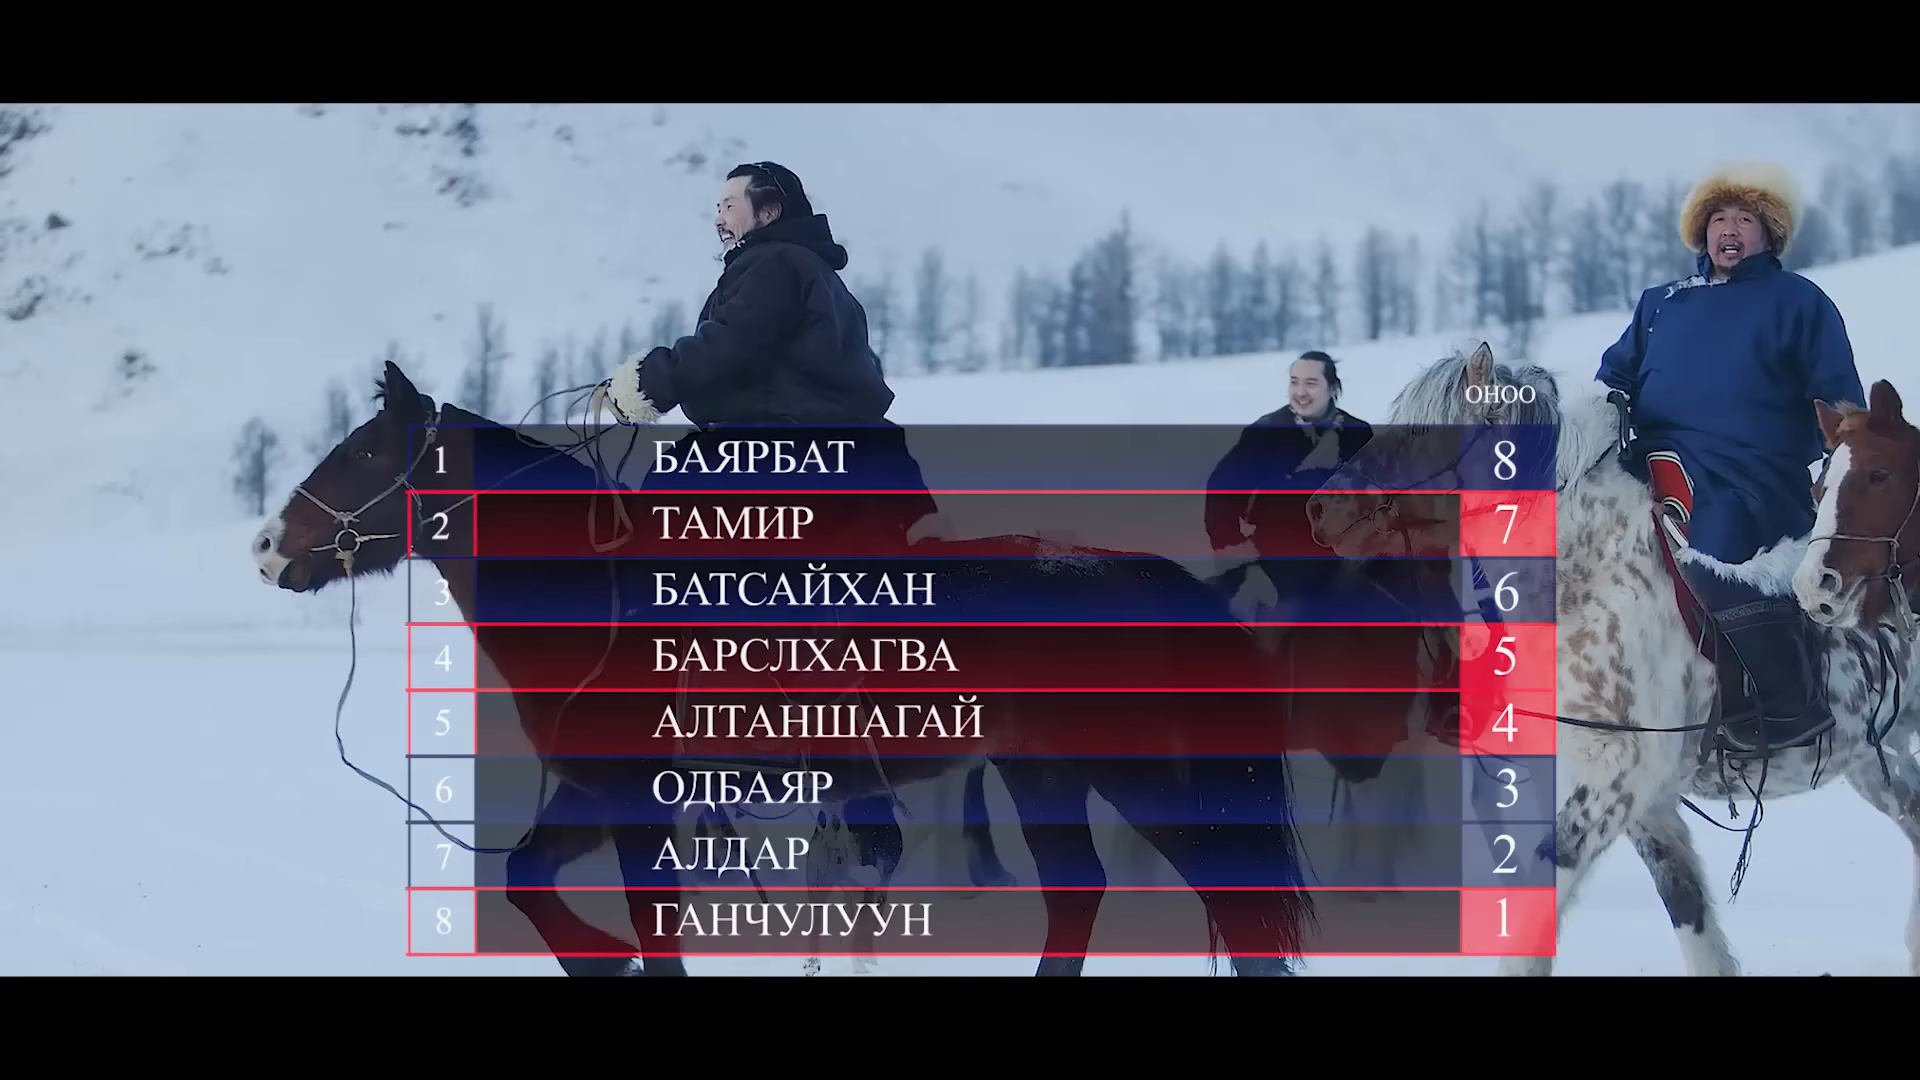 ОНОО
1 БАЯРБАТ 8
2 ТАМИР 7
3 БАТСАЙХАН 6
4 БАРСЛХАГВА 5
5 АЛТАНШАГАЙ 4
6 ОДБАЯР 3
7 АЛДАР 2
8 ГАНЧУЛУУН 1